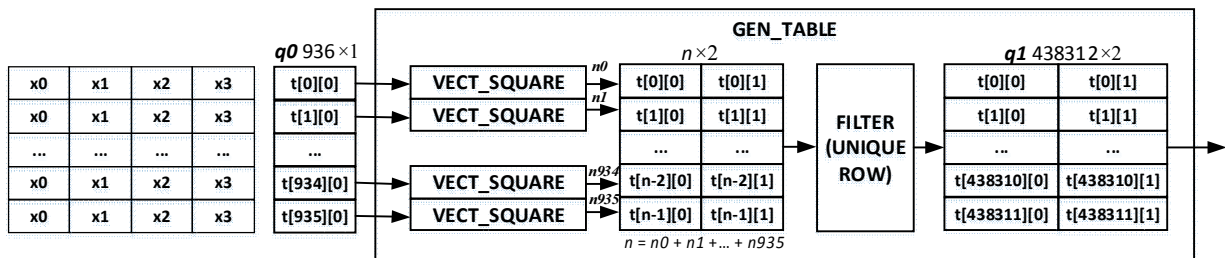 GEN_TABLE
q0 936×1
n×2
q1 438312×2
x0 x1 x2 x3 t[0][0] VECT_SQUARE n0 t[0][0] t[0][1] t[0][0] t[0][1]
x0 x1 x2 x3 t[1][0] VECT_SQUARE n1 t[1][0] t[1][1] t[1][0] t[1][1]
... ... ... ... ... ... ... FILTER (UNIQUE ROW) ... ...
x0 x1 x2 x3 t[934][0] VECT_SQUARE n934 t[n-2][0] t[n-2][1] t[438310][0] t[438310][1]
x0 x1 x2 x3 t[935][0] VECT_SQUARE n935 t[n-1][0] t[n-1][1] t[438311][0] t[438311][1]
n = n0 + n1 +... + n935